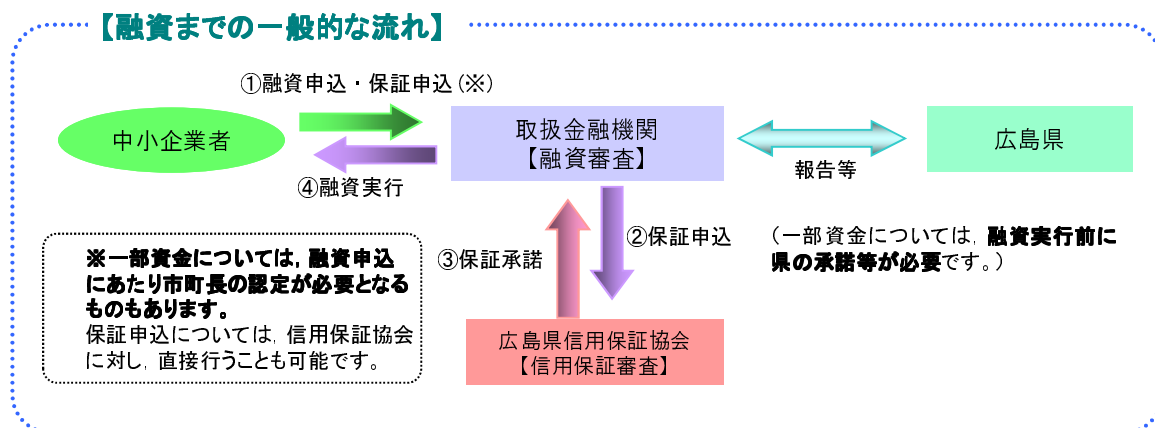 【融資までの一般的な流れ】
①融資申込・保証申込(※)
中小企業者
取扱金融機関
【融資審査】
広島県
報告等
④融資実行
②保証申込
③保証承諾
(一部資金については,融資実行前に
県の承諾等が必要です。)
※一部資金については,融資申込
にあたり市町長の認定が必要となる
ものもあります。
保証申込については,信用保証協会
に対し,直接行うことも可能です。
広島県信用保証協会
【信用保証審査】